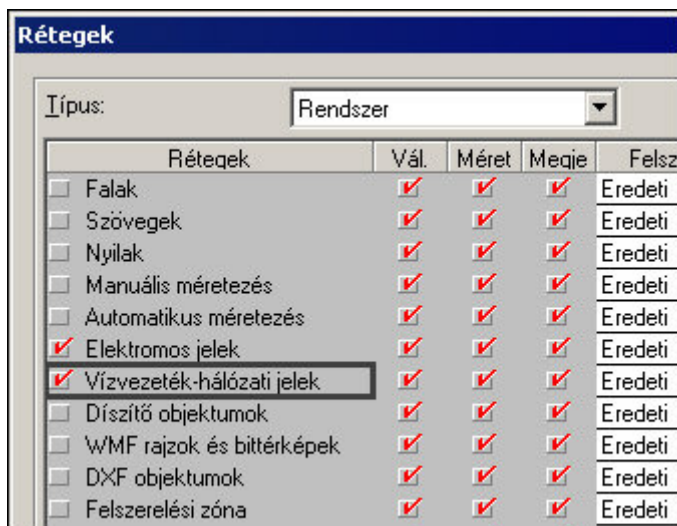 Rétegek
Típus: Rendszer
Rétegek Vál. Méret Megje Felsz
Falak Eredeti
Szövegek Eredeti
Nyilak Eredeti
Manuális méretezés Eredeti
Automatikus méretezés Eredeti
Elektromos jelek Eredeti
Vízvezeték-hálózati jelek Eredeti
Díszítő objektumok Eredeti
WMF rajzok és bittérképek Eredeti
DXF objektumok Eredeti
Felszerelési zóna Eredeti